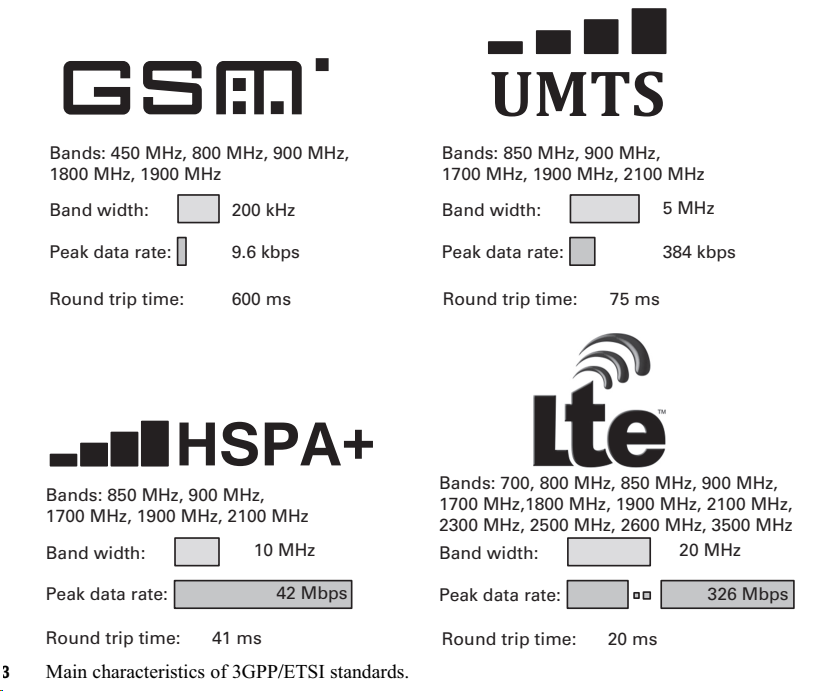 GSM
Bands: 450 MHz, 800 MHz, 900 MHz,
1800 MHz, 1900 MHz
Band width: 200 kHz
Peak data rate: 9.6 kbps
Round trip time: 600 ms
UMTS
Bands: 850 MHz, 900 MHz,
1700 MHz, 1900 MHz, 2100 MHz
Band width: 5 MHz
Peak data rate: 384 kbps
Round trip time: 75 ms
HSPA+
Bands: 850 MHz, 900 MHz,
1700 MHz, 1900 MHz, 2100 MHz
Band width: 10 MHz
Peak data rate: 42 Mbps
Round trip time: 41 ms
Lte™
Bands: 700, 800 MHz, 850 MHz, 900 MHz,
1700 MHz,1800 MHz, 1900 MHz, 2100 MHz,
2300 MHz, 2500 MHz, 2600 MHz, 3500 MHz
Band width: 20 MHz
Peak data rate: 326 Mbps
Round trip time: 20 ms
3 Main characteristics of 3GPP/ETSI standards.